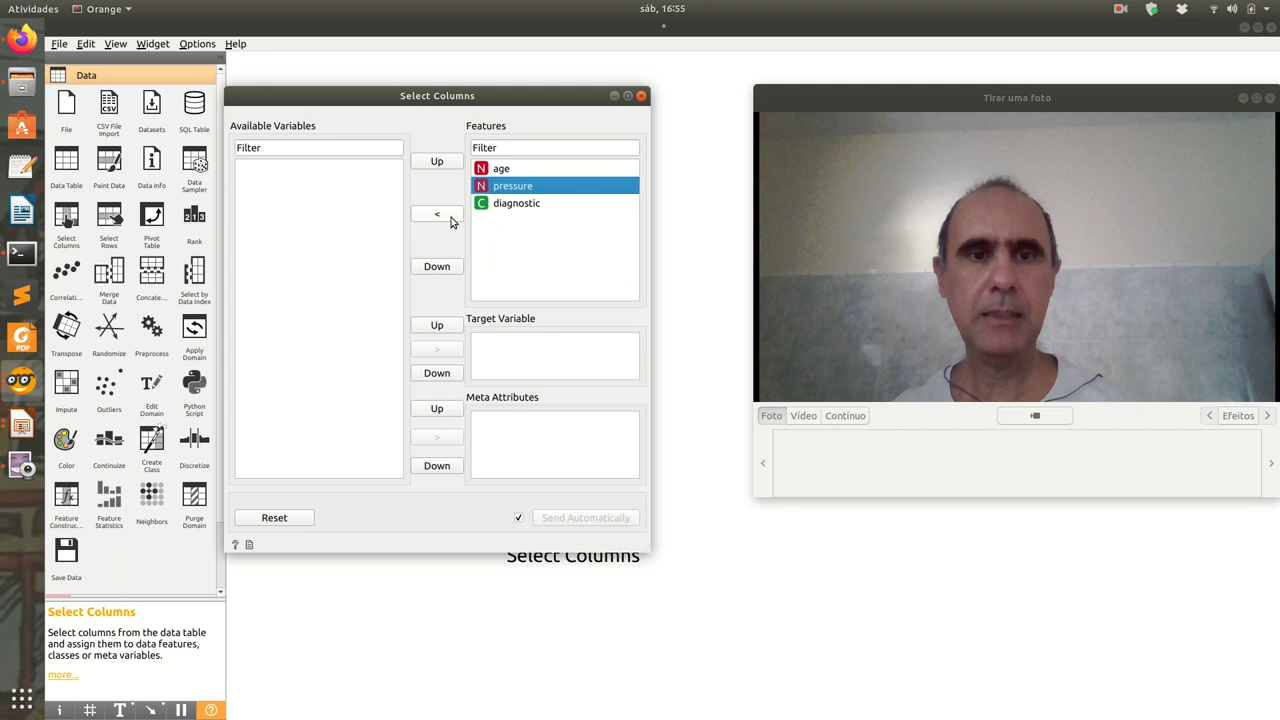 Atividades
Orange
sáb, 16:55
File Edit View Widget Options Help
Data
File
CSV File Import
Datasets
SQL Table
Data Table
Paint Data
Data Info
Data Sampler
Select Columns
Select Rows
Pivot Table
Rank
Correlati...
Merge Data
Concate...
Select by Data Index
Transpose
Randomize
Preprocess
Apply Domain
Impute
Outliers
Edit Domain
Python Script
Color
Continuize
Create Class
Discretize
Feature Construc...
Feature Statistics
Neighbors
Purge Domain
Save Data
Select Columns
Select columns from the data table
and assign them to data features,
classes or meta variables.
more...
Select Columns
Available Variables
Filter
Up
<
Down
Up
>
Down
Up
>
Down
Features
Filter
N age
N pressure
C diagnostic
Target Variable
Meta Attributes
Reset
Send Automatically
Select Columns
Tirar uma foto
Foto Vídeo Contínuo
Efeitos